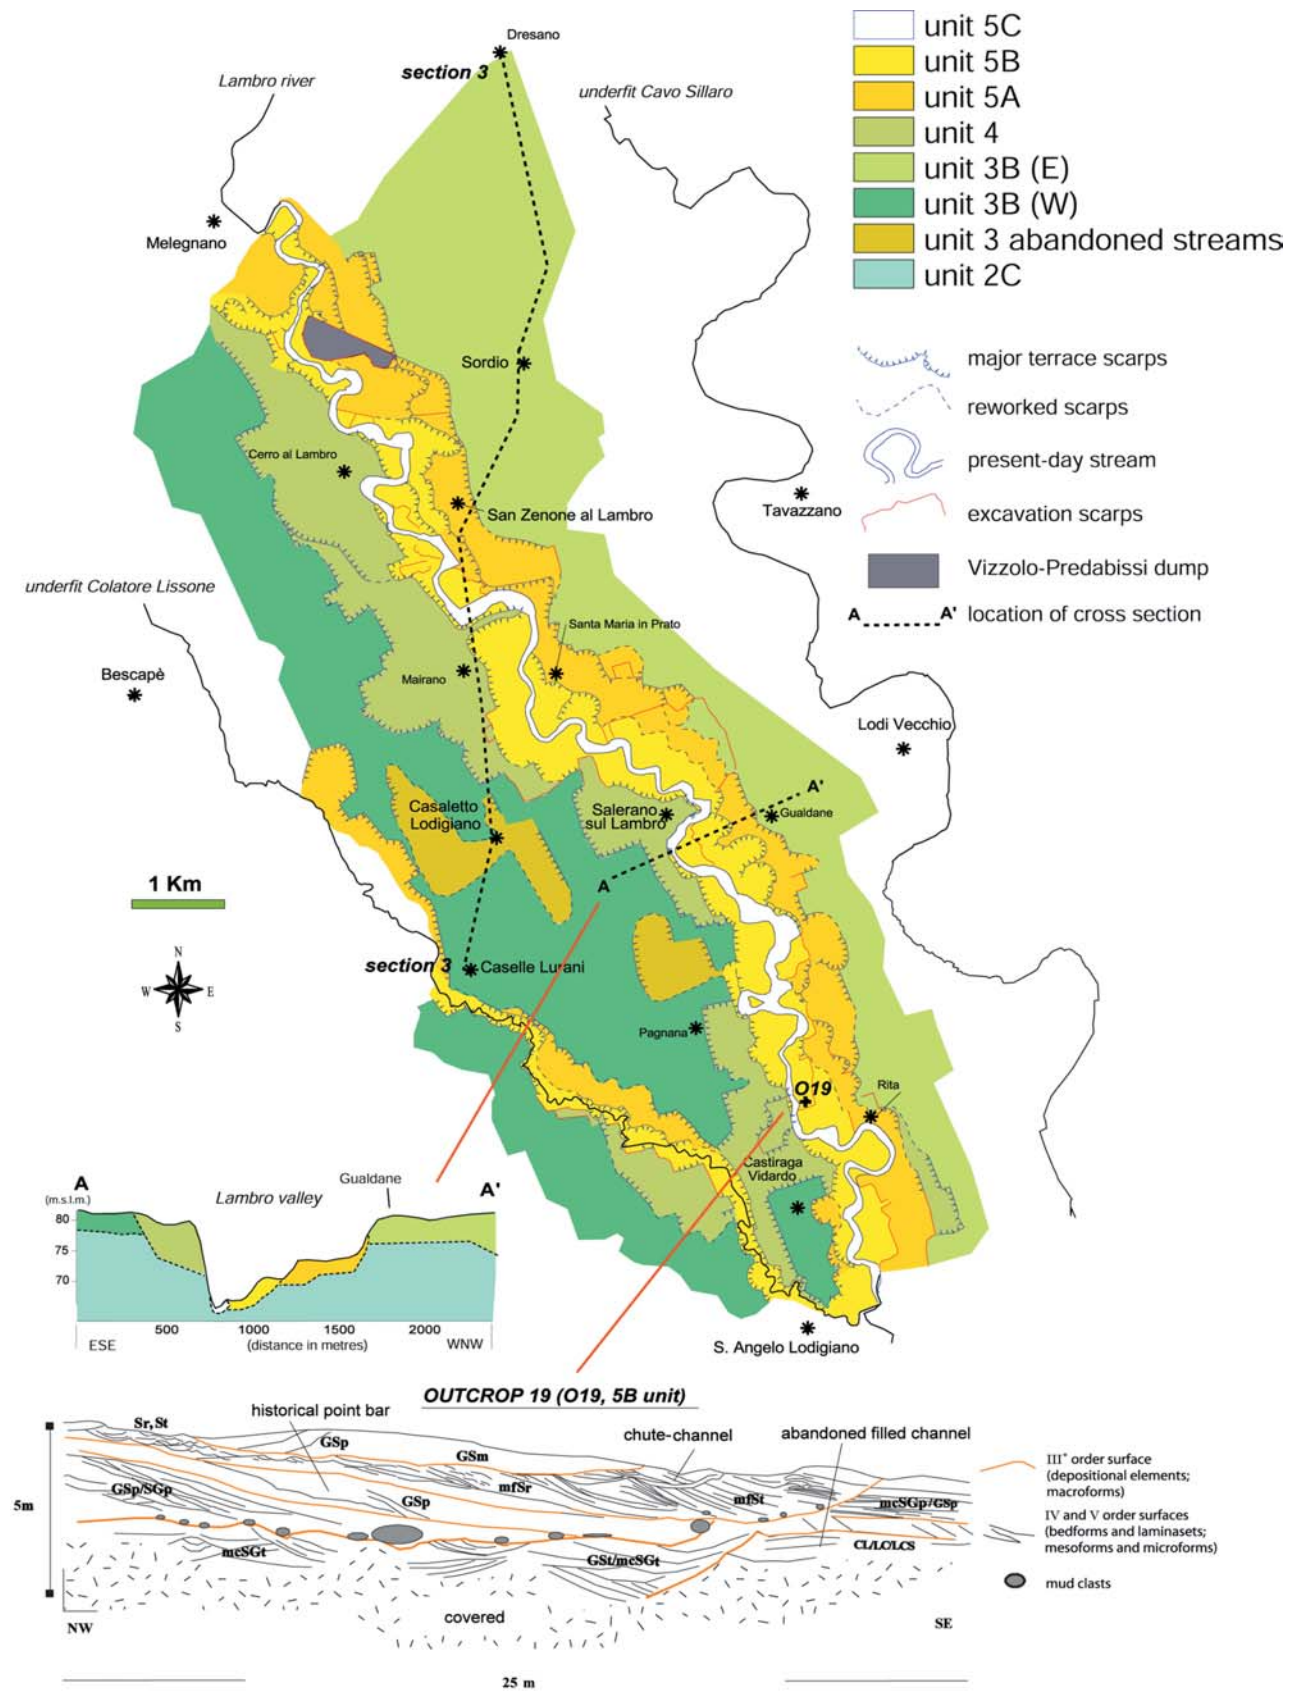 Dresano
section 3
Lambro river
underfit Cavo Sillaro
unit 5C
unit 5B
unit 5A
unit 4
unit 3B (E)
unit 3B (W)
unit 3 abandoned streams
unit 2C
Melegnano
Sordio
major terrace scarps
reworked scarps
present-day stream
excavation scarps
Vizzolo-Predabissi dump
A A' location of cross section
Cerro al Lambro
San Zenone al Lambro
Tavazzano
underfit Colatore Lissone
Santa Maria in Prato
Bescapè
Mairano
Lodi Vecchio
Casaletto
Lodigiano
Salerano
sul Lambro
A'
Gualdane
A
1 Km
N
W E
S
section 3
Caselle Lurani
Pagnana
O19
Rita
Castiraga
Vidardo
S. Angelo Lodigiano
A
(m.s.l.m.)
Lambro valley
Gualdane
A'
80
75
70
500 1000 1500 2000
ESE (distance in metres) WNW
OUTCROP 19 (O19, 5B unit)
historical point bar
chute-channel
abandoned filled channel
Sr, St
GSp
GSm
mfSr
GSp/SGp
GSp
mfSt
mcSGp/GSp
5m
mcSGt
GSt/mcSGt
CL/LC/LCS
covered
NW
SE
25 m
III° order surface
(depositional elements;
macroforms)
IV and V order surfaces
(bedforms and laminasets;
mesoforms and microforms)
mud clasts